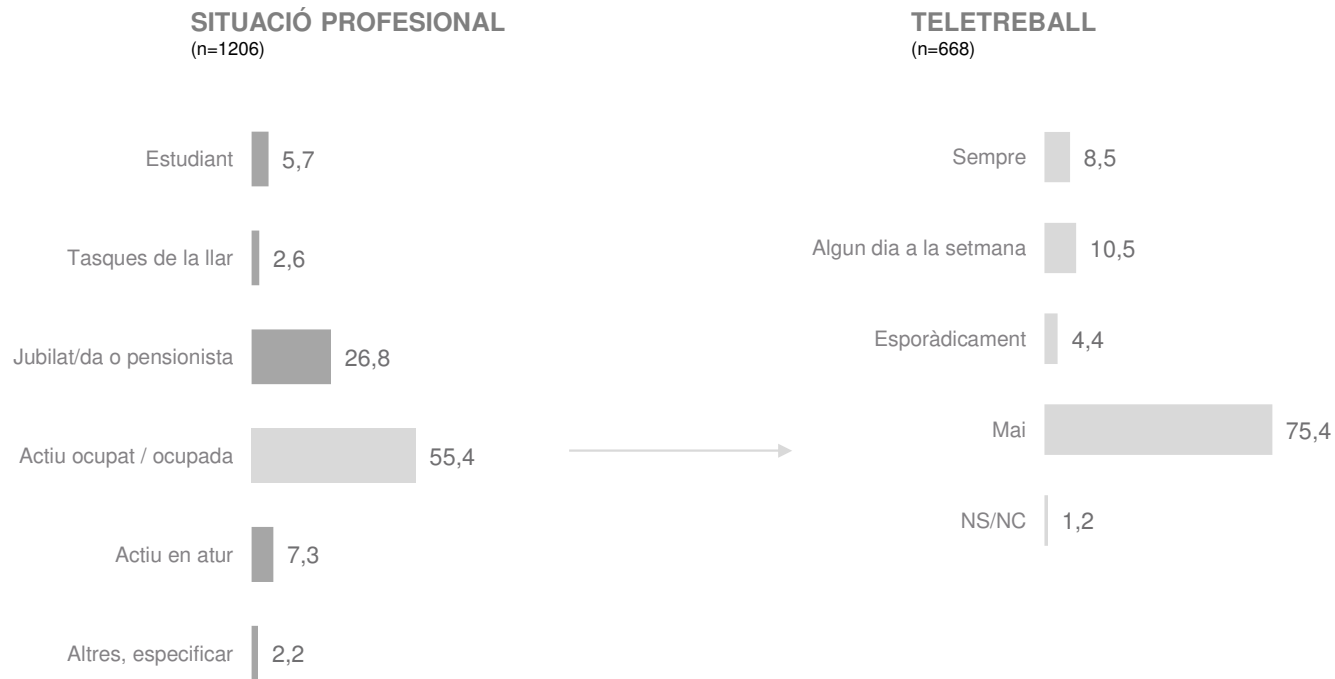 SITUACIÓ PROFESIONAL
(n=1206)
Estudiant 5,7
Tasques de la llar 2,6
Jubilat/da o pensionista 26,8
Actiu ocupat / ocupada 55,4
Actiu en atur 7,3
Altres, especificar 2,2
TELETREBALL
(n=668)
Sempre 8,5
Algun dia a la setmana 10,5
Esporàdicament 4,4
Mai 75,4
NS/NC 1,2